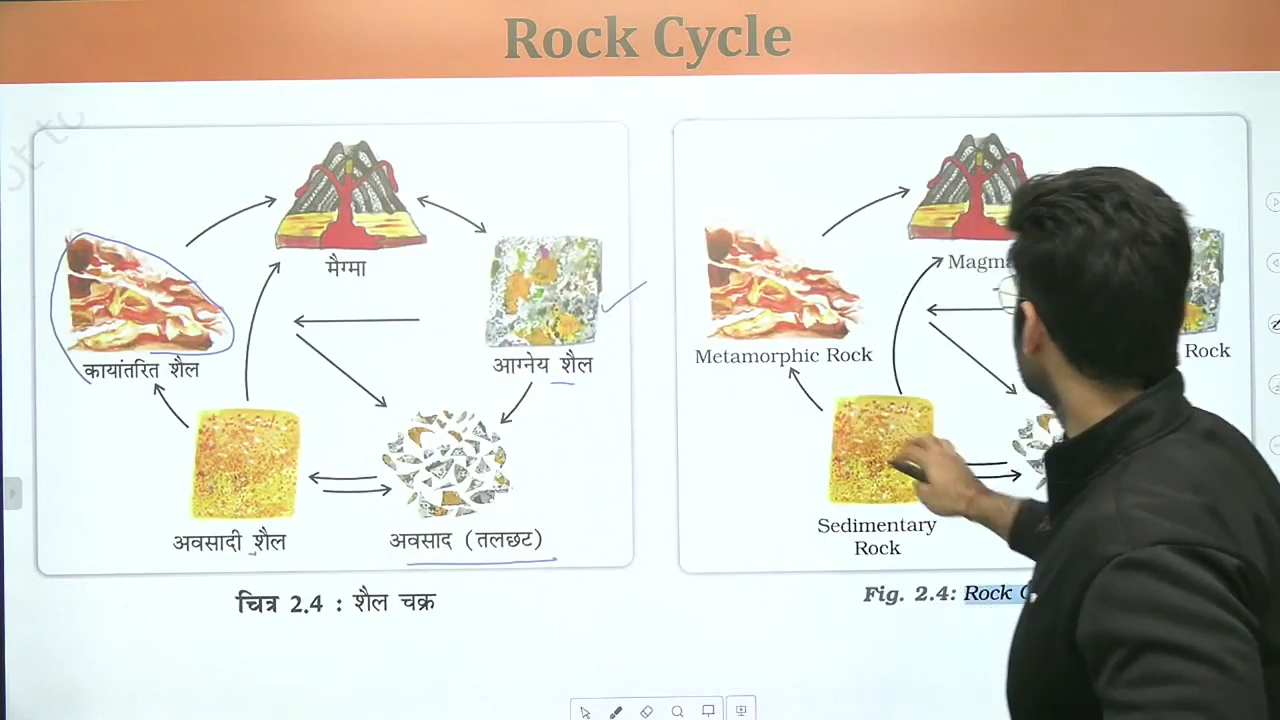 Rock Cycle
मैग्मा
कायांतरित शैल
आग्नेय शैल
अवसादी शैल
अवसाद (तलछट)
चित्र 2.4 : शैल चक्र
Metamorphic Rock
Rock
Sedimentary
Rock
Fig. 2.4: Rock